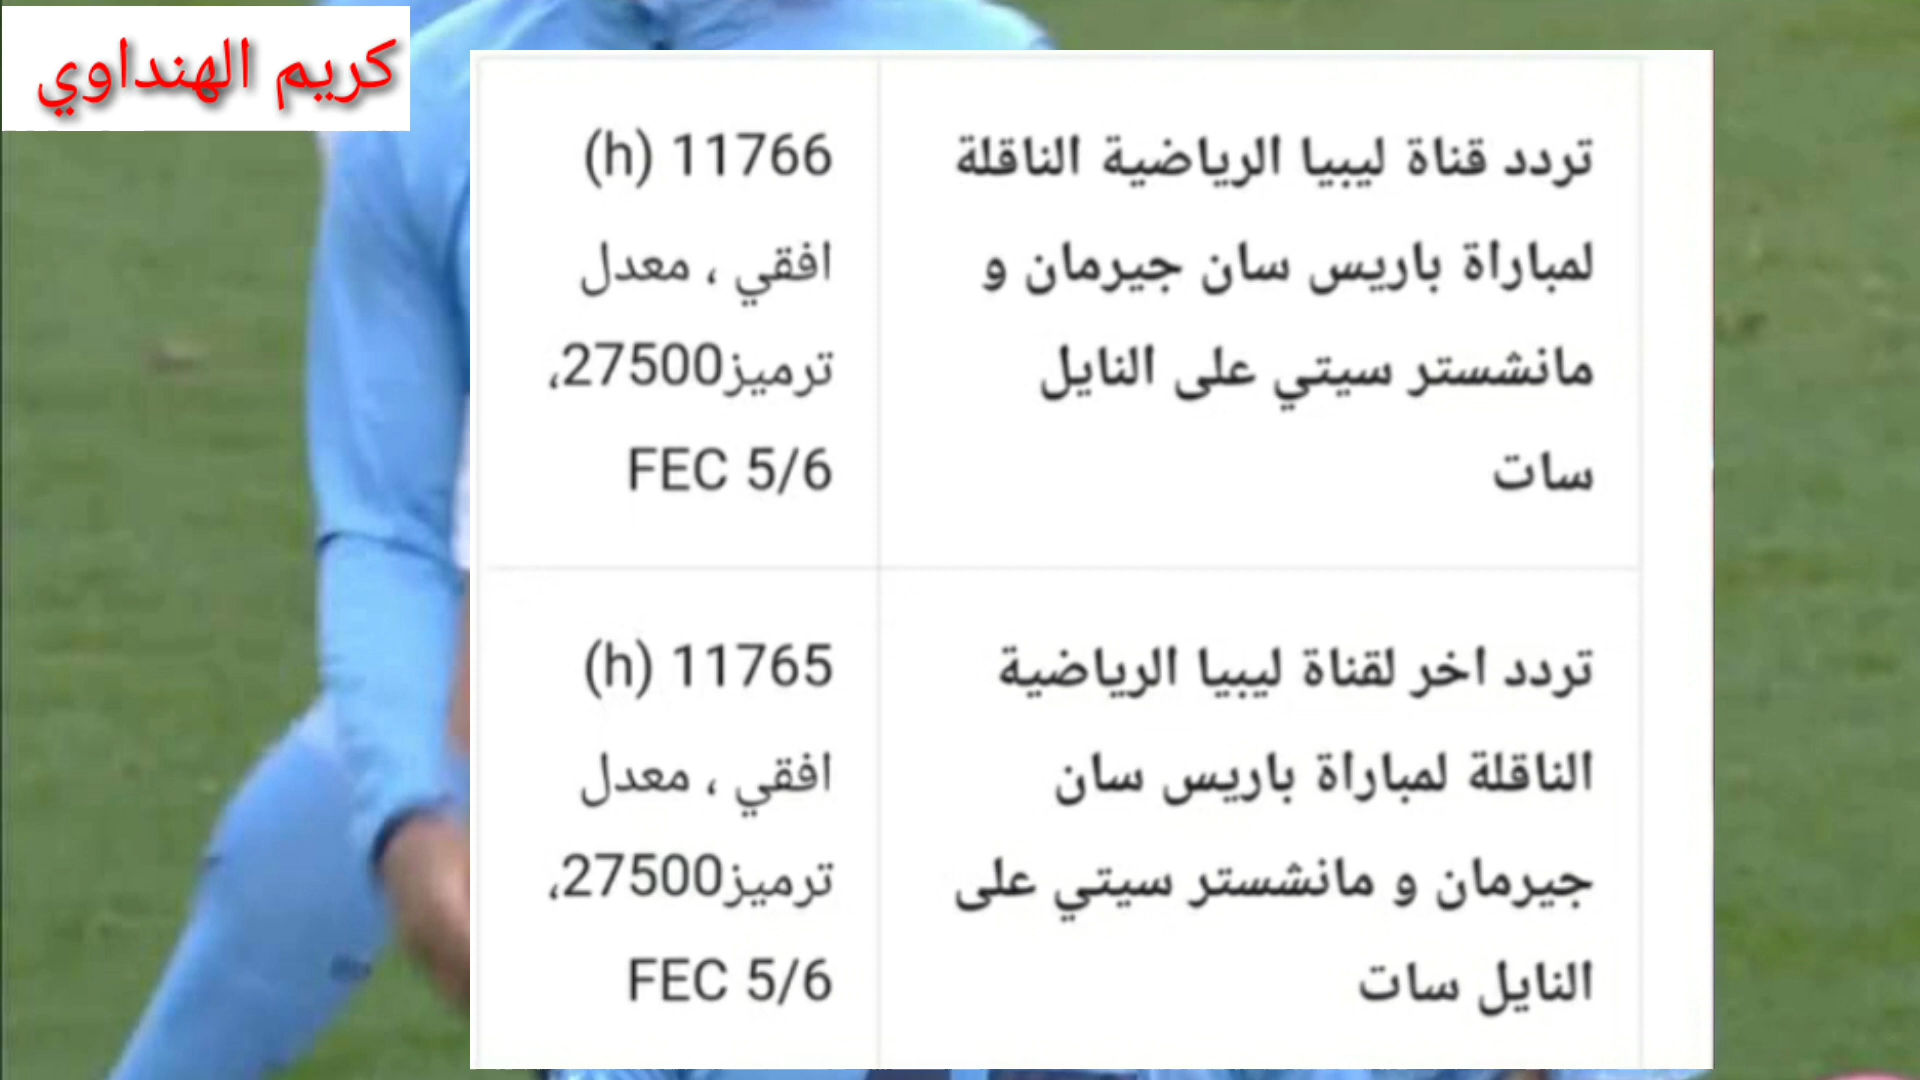 كريم الهنداوي
تردد قناة ليبيا الرياضية الناقلة
لمباراة باريس سان جيرمان و
مانشستر سيتي على النايل
سات
11766 (h)
افقي ، معدل
ترميز27500،
FEC 5/6
تردد اخر لقناة ليبيا الرياضية
الناقلة لمباراة باريس سان
جيرمان و مانشستر سيتي على
النايل سات
11765 (h)
افقي ، معدل
ترميز27500،
FEC 5/6